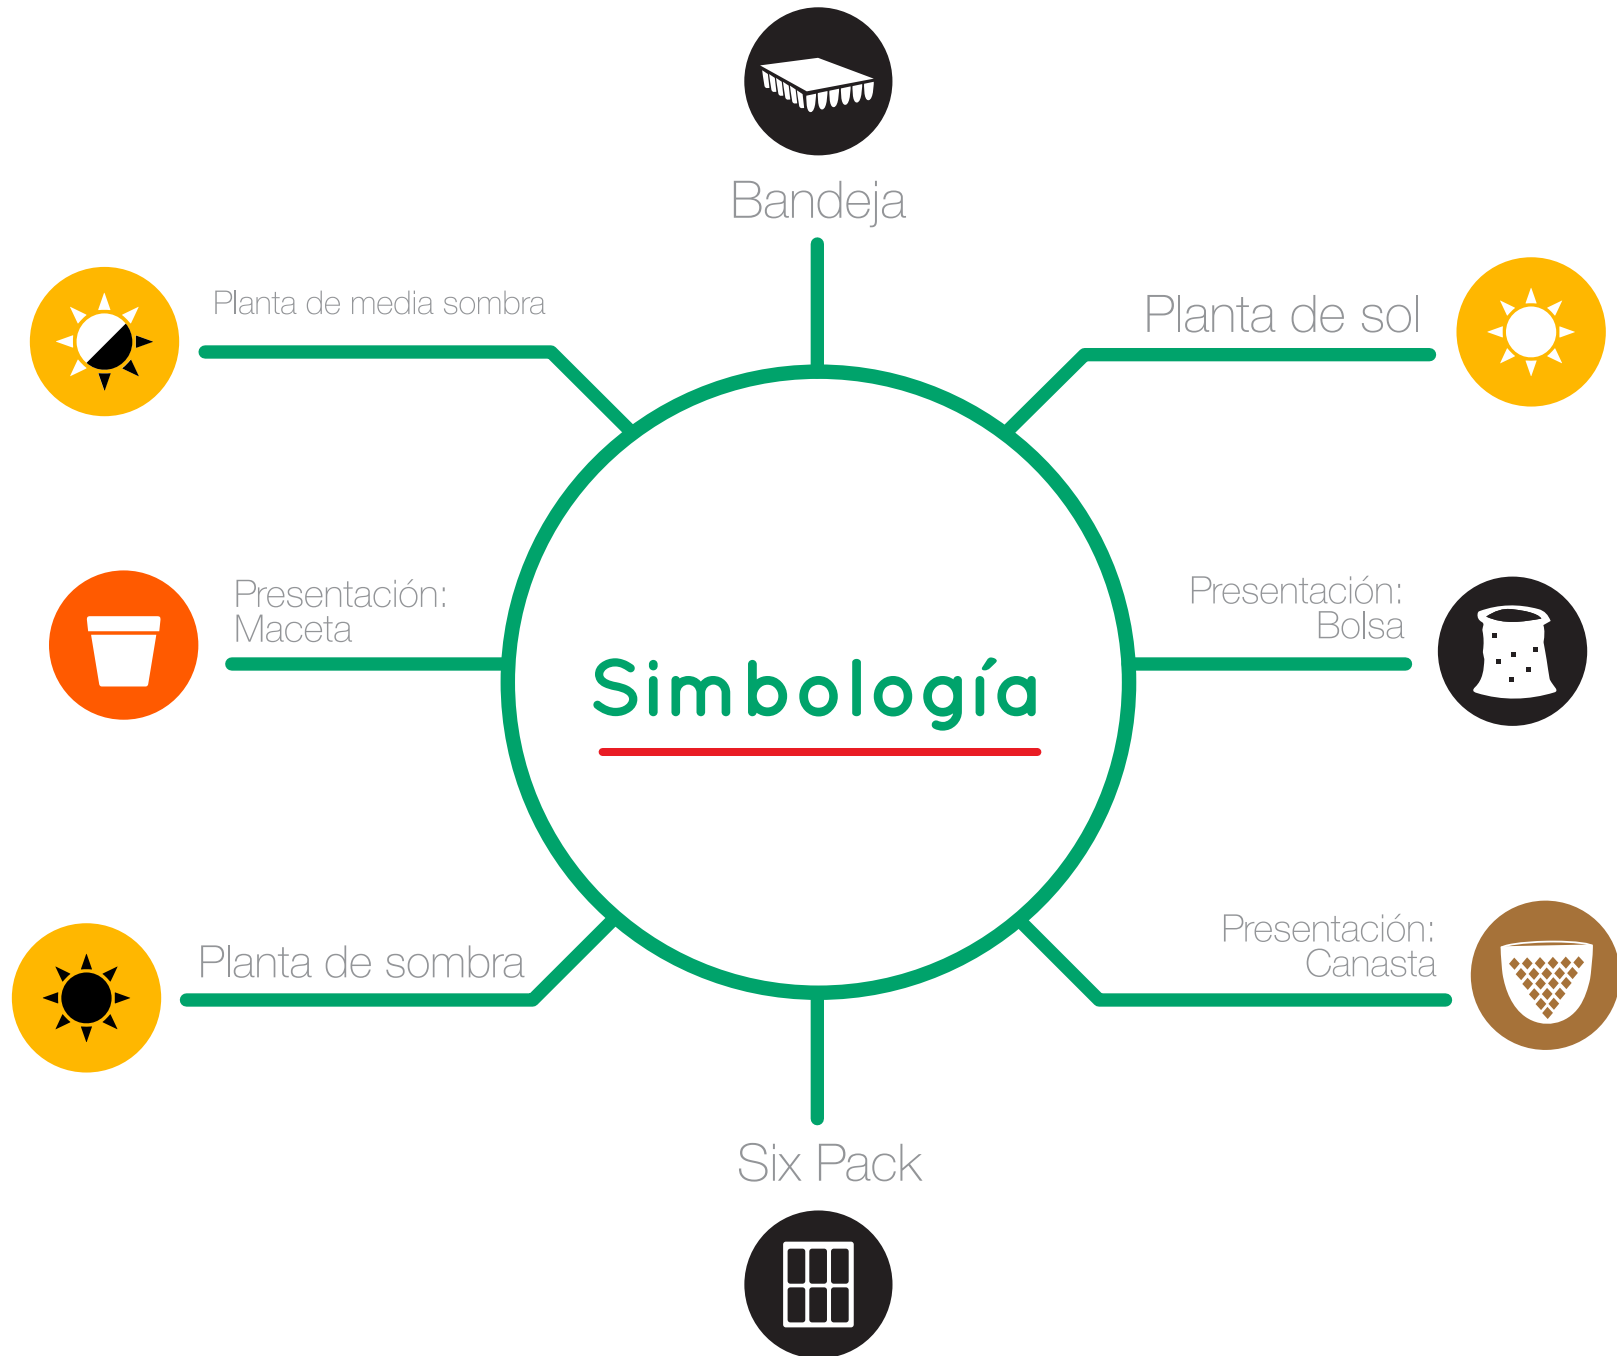 Bandeja
Planta de media sombra
Planta de sol
Presentación:
Maceta
Presentación:
Bolsa
Simbología
Planta de sombra
Presentación:
Canasta
Six Pack